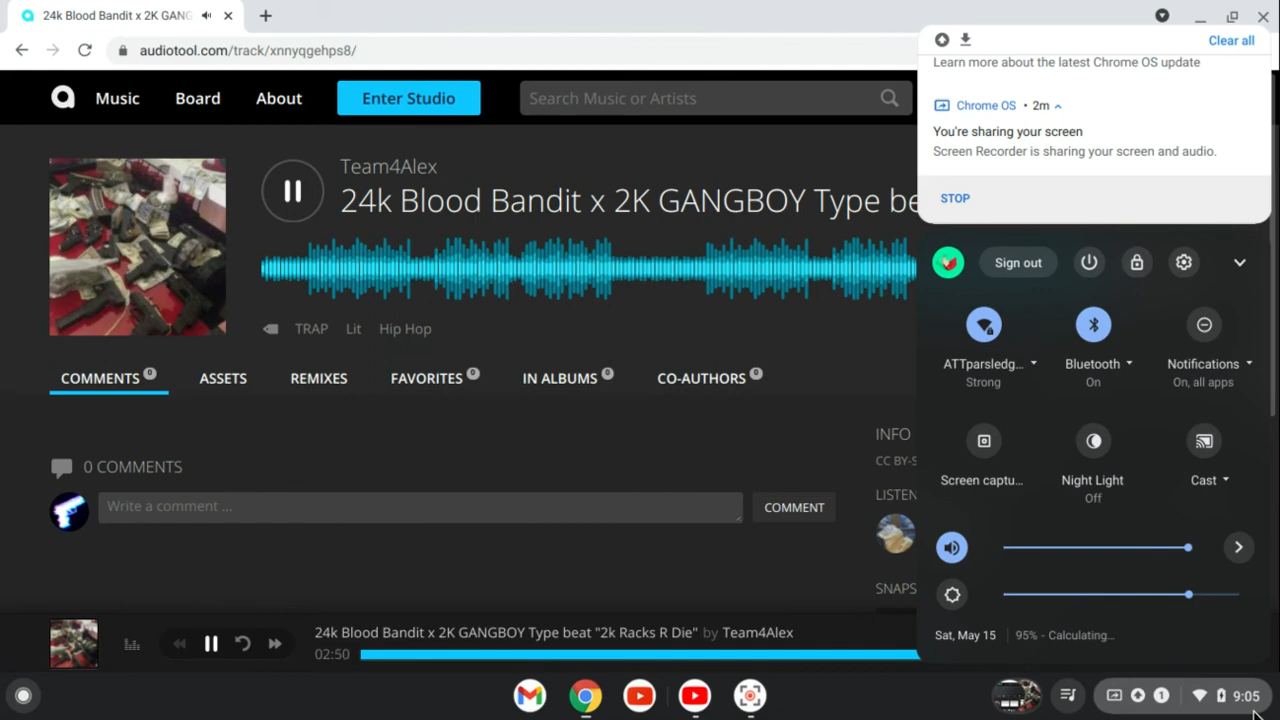 24k Blood Bandit x 2K GANG
audiotool.com/track/xnnyqgehps8/
Music
Board
About
Enter Studio
Search Music or Artists
Team4Alex
24k Blood Bandit x 2K GANGBOY Type be
TRAP
Lit
Hip Hop
COMMENTS 0
ASSETS
REMIXES
FAVORITES 0
IN ALBUMS 0
CO-AUTHORS 0
INFO
CC BY-S
0 COMMENTS
Write a comment ...
COMMENT
LISTEN
SNAPS
24k Blood Bandit x 2K GANGBOY Type beat "2k Racks R Die" by Team4Alex
02:50
Clear all
Learn more about the latest Chrome OS update
Chrome OS • 2m
You're sharing your screen
Screen Recorder is sharing your screen and audio.
STOP
Sign out
ATTparsledg...
Strong
Bluetooth
On
Notifications
On, all apps
Screen captu...
Night Light
Off
Cast
Sat, May 15
95% - Calculating...
1
9:05